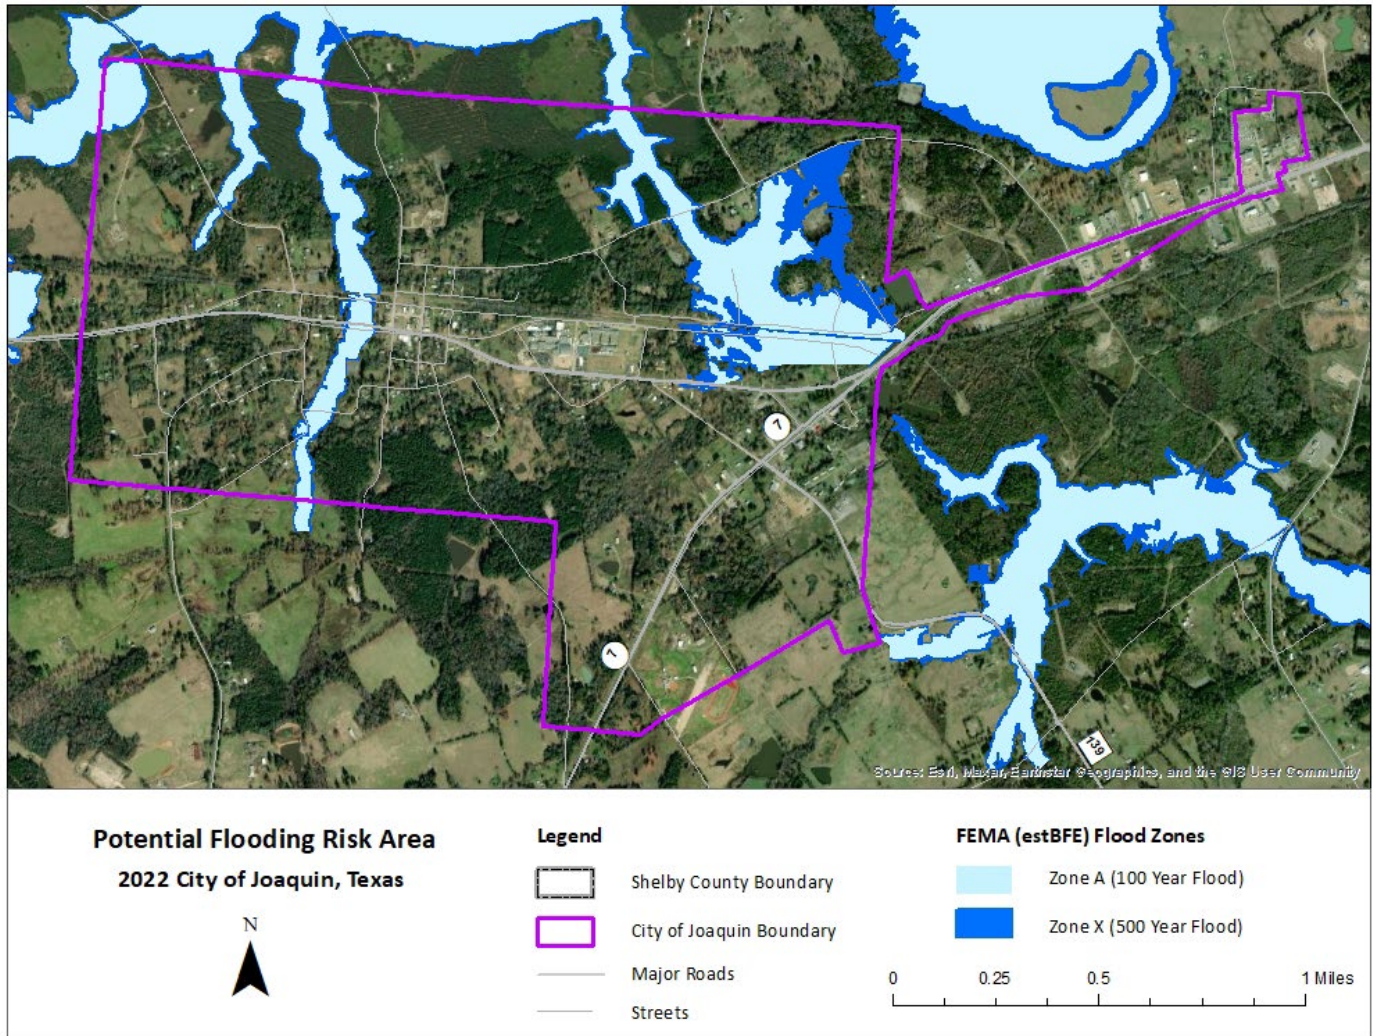 7
7
139
Source: Esri, Maxar, Earthstar Geographics, and the GIS User Community
Potential Flooding Risk Area
2022 City of Joaquin, Texas
N
Legend
Shelby County Boundary
City of Joaquin Boundary
Major Roads
Streets
FEMA (estBFE) Flood Zones
Zone A (100 Year Flood)
Zone X (500 Year Flood)
0 0.25 0.5 1 Miles